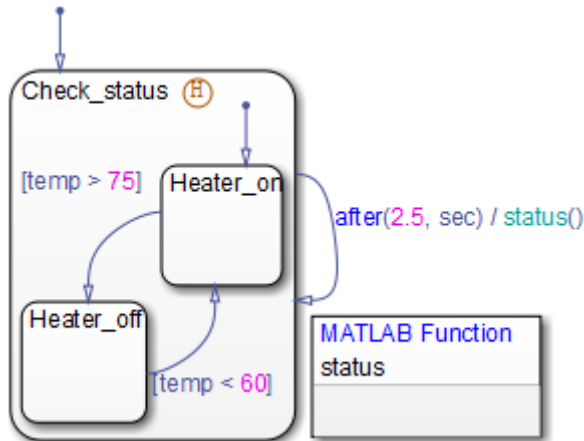 Check_status H
[temp > 75]
Heater_on
after(2.5, sec) / status()
Heater_off
MATLAB Function
status
[temp < 60]